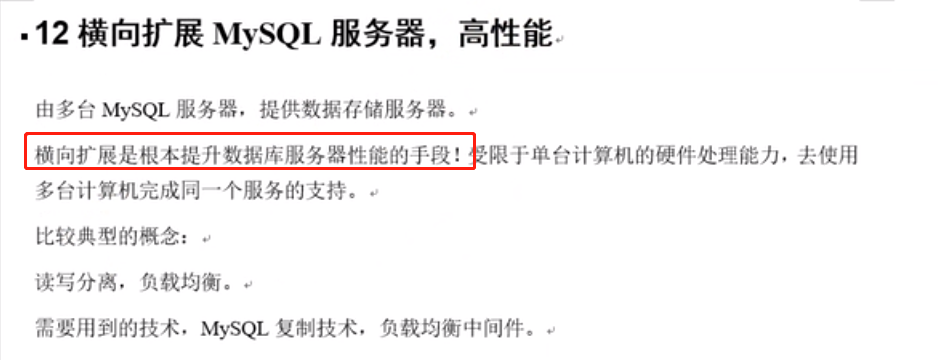 12 横向扩展 MySQL 服务器，高性能
由多台 MySQL 服务器，提供数据存储服务器。
横向扩展是根本提升数据库服务器性能的手段！受限于单台计算机的硬件处理能力，去使用
多台计算机完成同一个服务的支持。
比较典型的概念：
读写分离，负载均衡。
需要用到的技术，MySQL 复制技术，负载均衡中间件。